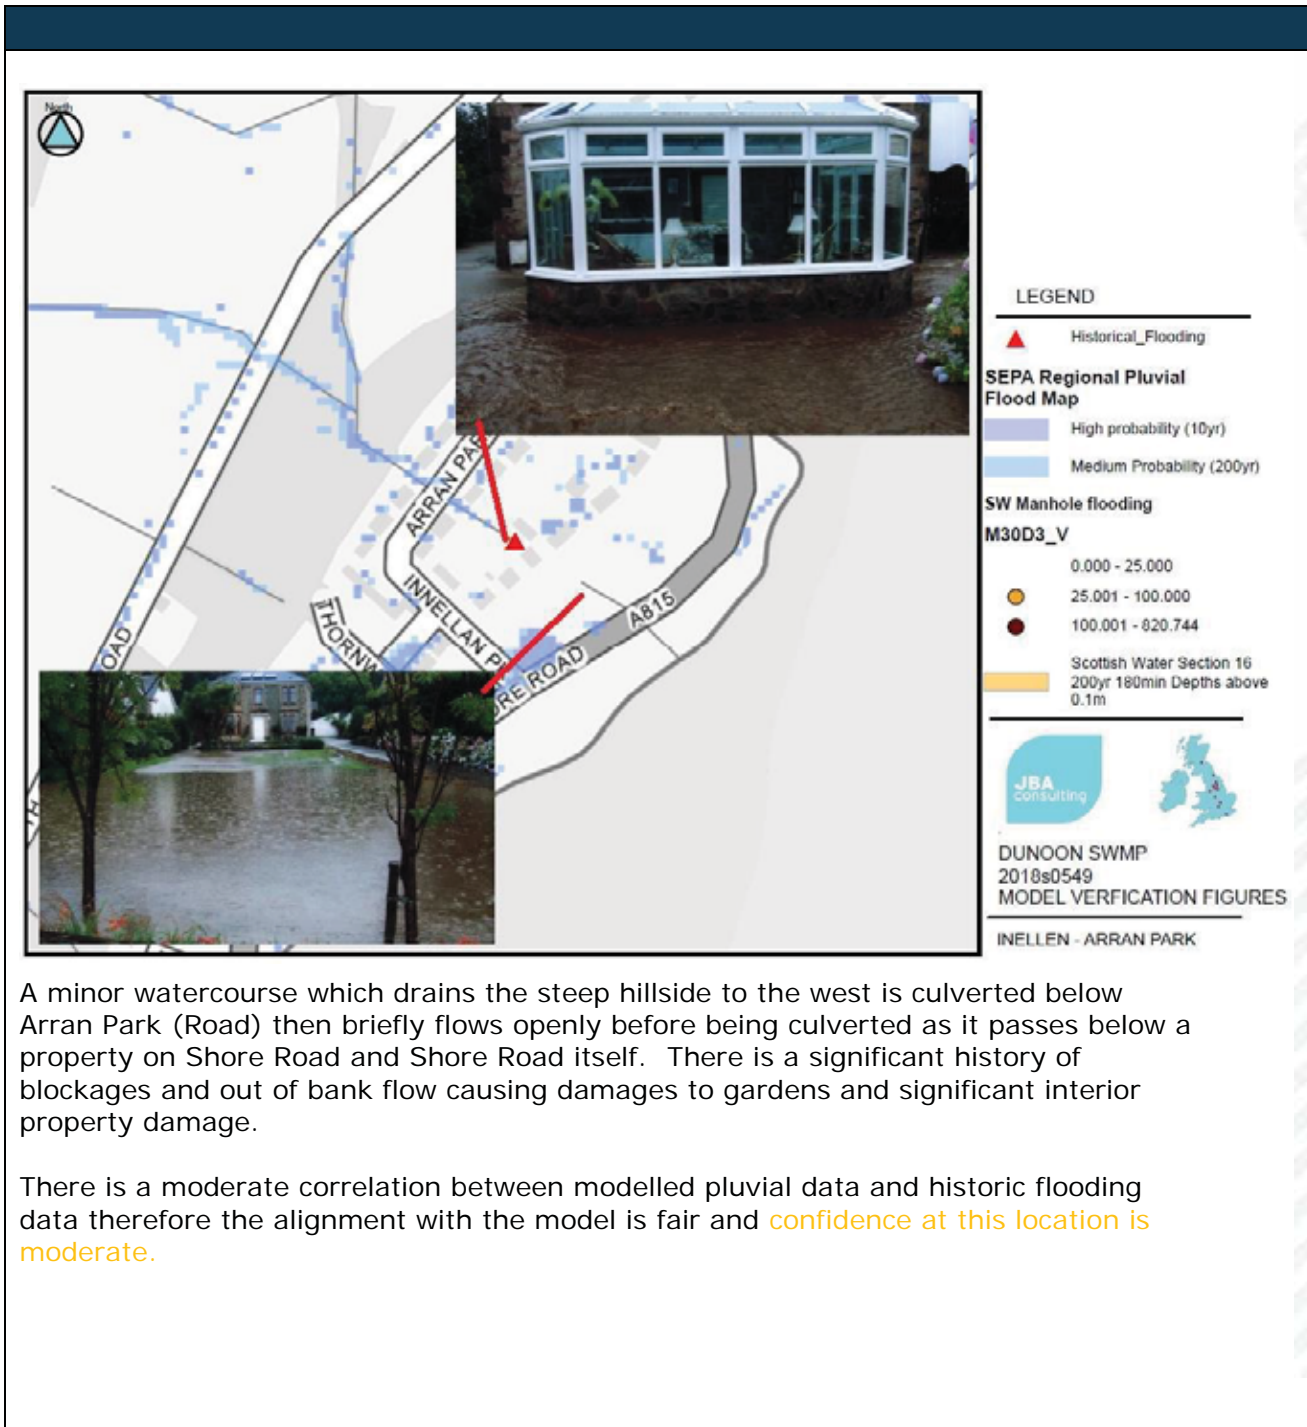 North
ARRAN PAR
INNELLAN P
THORNW
A815
ORE ROAD
OAD
TH
LEGEND
Historical_Flooding
SEPA Regional Pluvial
Flood Map
High probability (10yr)
Medium Probability (200yr)
SW Manhole flooding
M30D3_V
0.000 - 25.000
25.001 - 100.000
100.001 - 820.744
Scottish Water Section 16
200yr 180min Depths above
0.1m
JBA
consulting
DUNOON SWMP
2018s0549
MODEL VERFICATION FIGURES
INELLEN - ARRAN PARK
A minor watercourse which drains the steep hillside to the west is culverted below
Arran Park (Road) then briefly flows openly before being culverted as it passes below a
property on Shore Road and Shore Road itself.  There is a significant history of
blockages and out of bank flow causing damages to gardens and significant interior
property damage.
There is a moderate correlation between modelled pluvial data and historic flooding
data therefore the alignment with the model is fair and confidence at this location is
moderate.